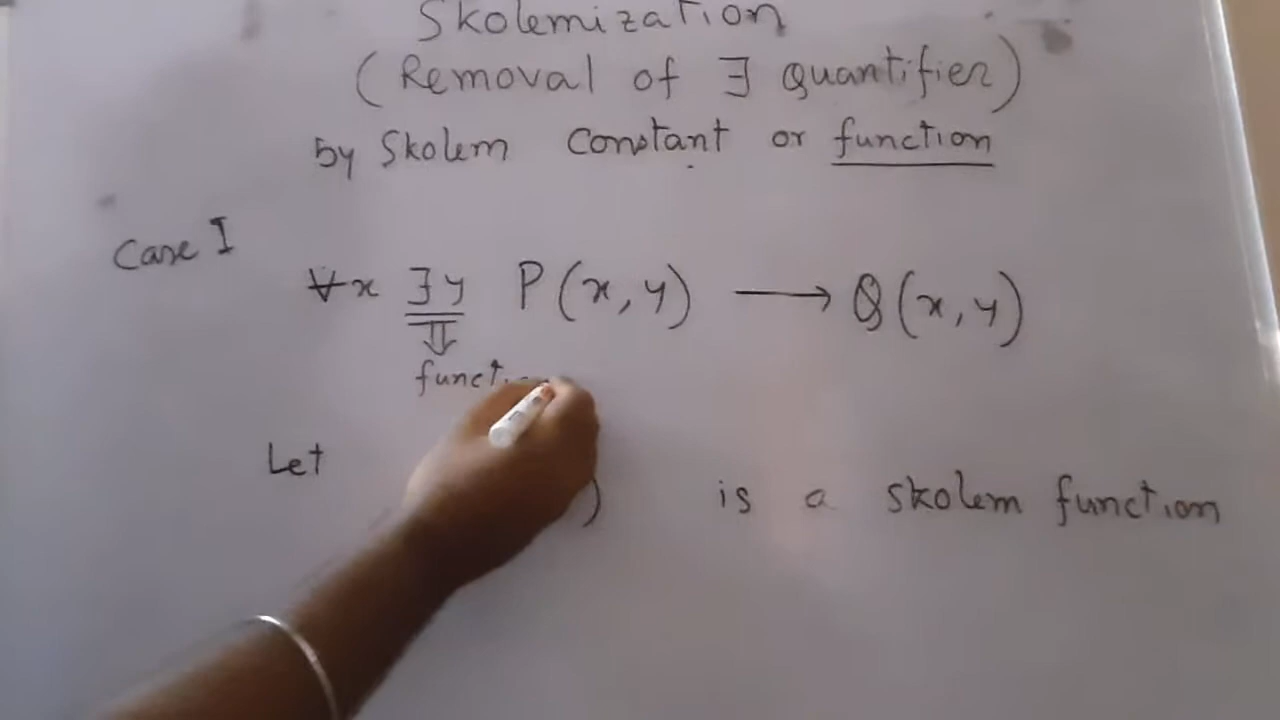 Skolemization
(Removal of ∃ Quantifier)
by Skolem Constant or function
Case I
∀x ∃y P(x,y) ⟶ Q(x,y)
⇓
Let ) is a skolem function